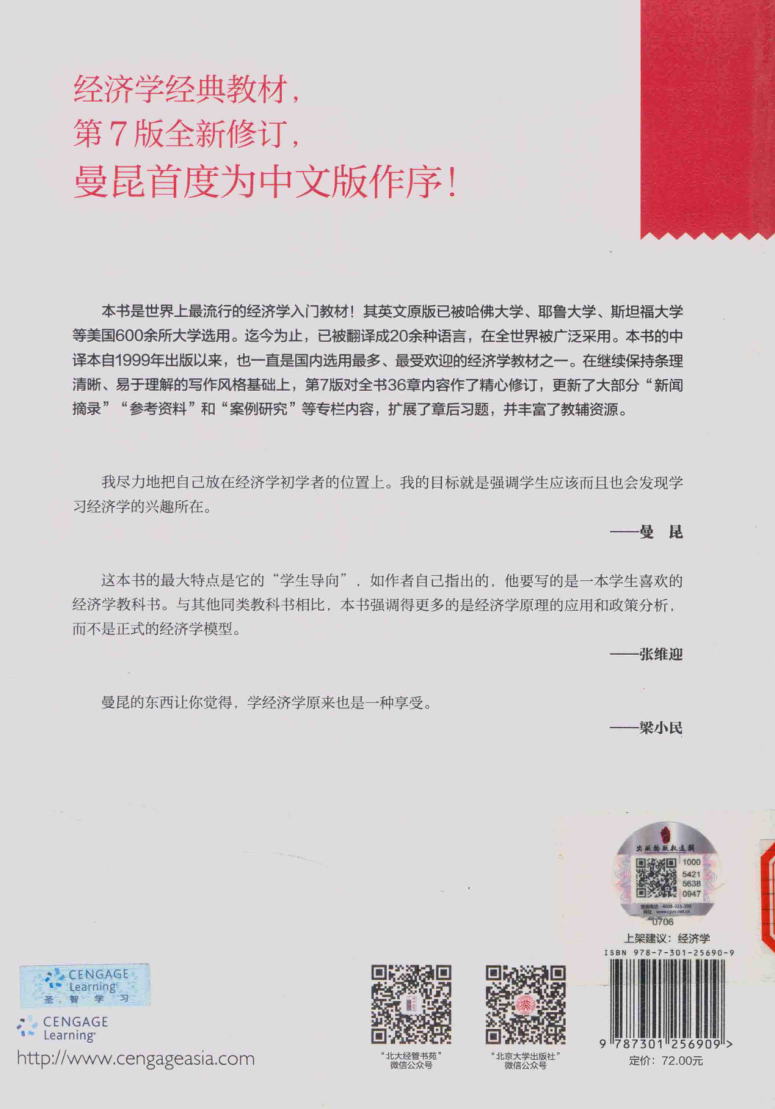 经济学经典教材，
第7版全新修订，
曼昆首度为中文版作序！
本书是世界上最流行的经济学入门教材！其英文原版已被哈佛大学、耶鲁大学、斯坦福大学
等美国600余所大学选用。迄今为止，已被翻译成20余种语言，在全世界被广泛采用。本书的中
译本自1999年出版以来，也一直是国内选用最多、最受欢迎的经济学教材之一。在继续保持条理
清晰、易于理解的写作风格基础上，第7版对全书36章内容作了精心修订，更新了大部分“新闻
摘录”“参考资料”和“案例研究”等专栏内容，扩展了章后习题，并丰富了教辅资源。
我尽力地把自己放在经济学初学者的位置上。我的目标就是强调学生应该而且也会发现学
习经济学的兴趣所在。
——曼 昆
这本书的最大特点是它的“学生导向”，如作者自己指出的，他要写的是一本学生喜欢的
经济学教科书。与其他同类教科书相比，本书强调得更多的是经济学原理的应用和政策分析，
而不是正式的经济学模型。
——张维迎
曼昆的东西让你觉得，学经济学原来也是一种享受。
——梁小民
1000
5421
5638
0947
0706
上架建议：经济学
ISBN 978-7-301-25690-9
9 787301 256909 >
定价：72.00元
CENGAGE
Learning
圣 智 学 习
CENGAGE
Learning
http://www.cengageasia.com
“北大经管书苑”
微信公众号
“北京大学出版社”
微信公众号